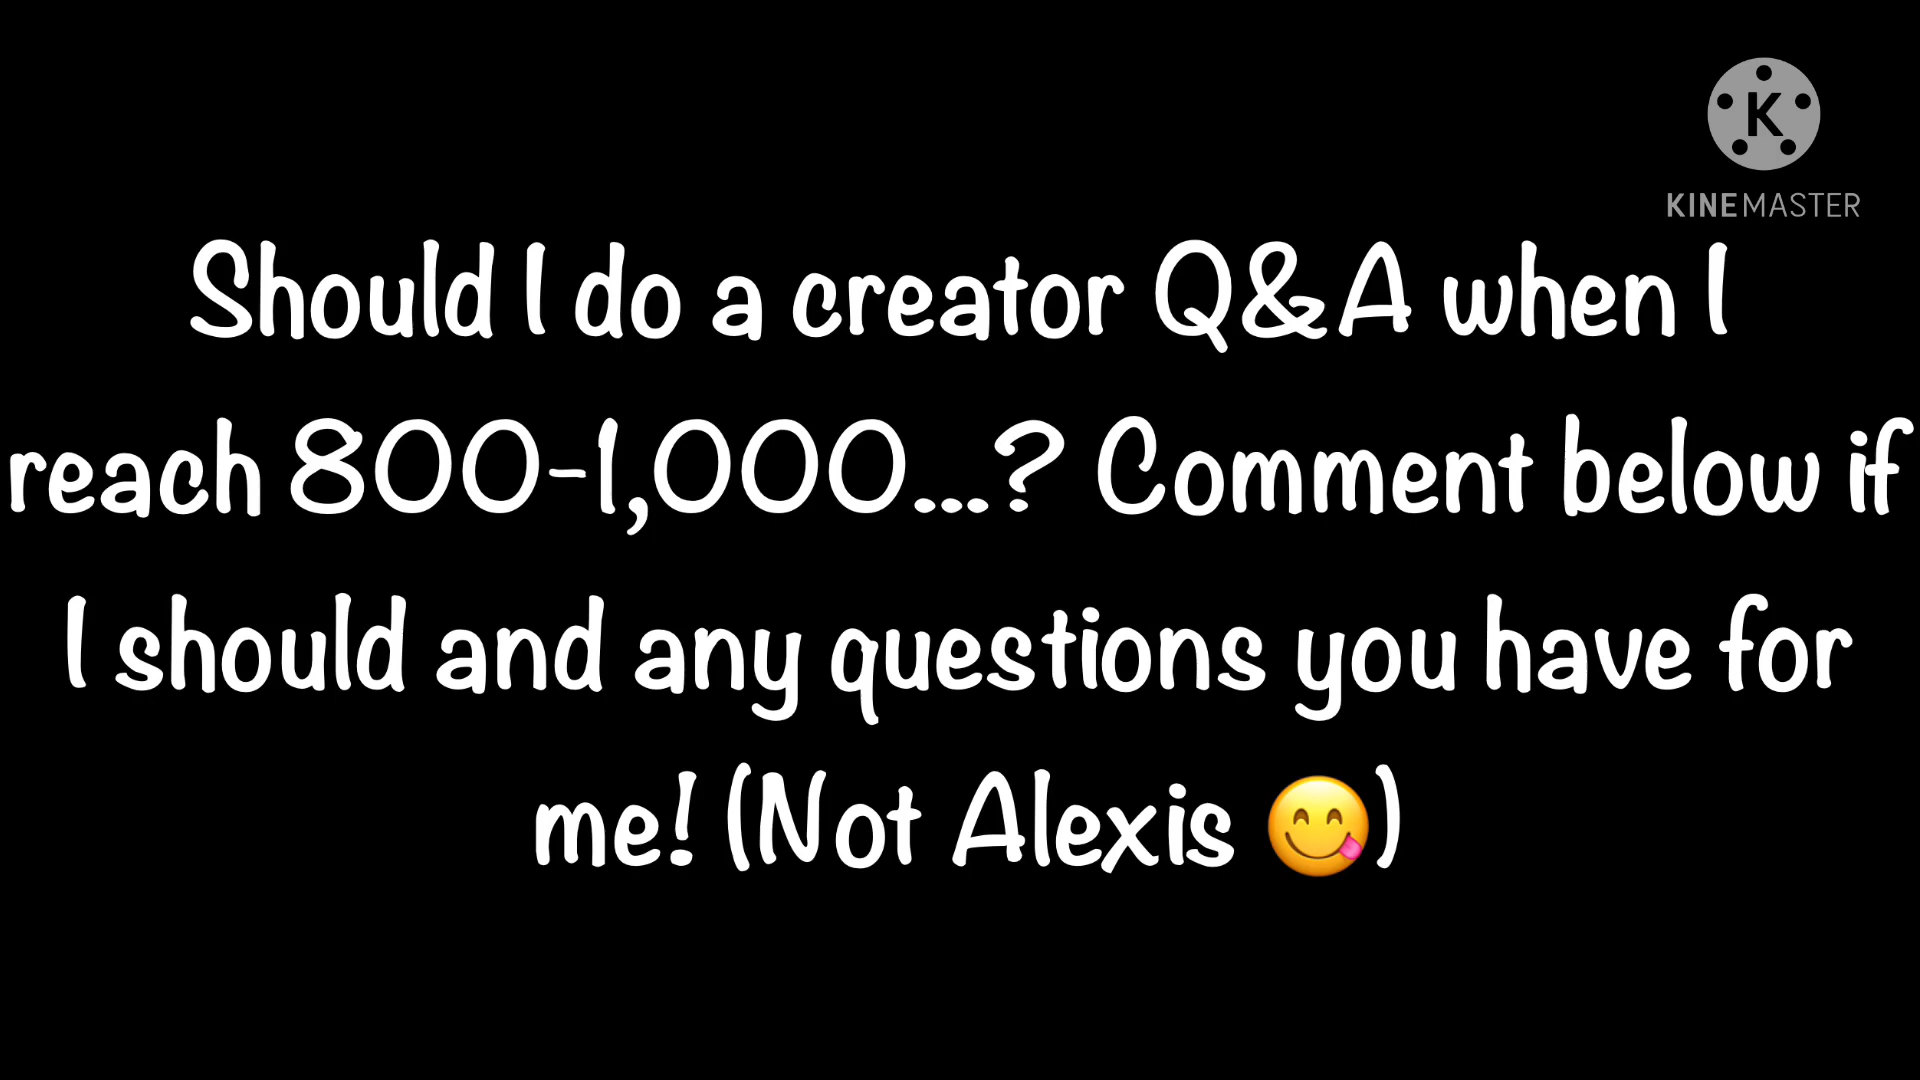 K
KINEMASTER
Should I do a creator Q&A when I
reach 800-1,000...? Comment below if
I should and any questions you have for
me! (Not Alexis 😋)